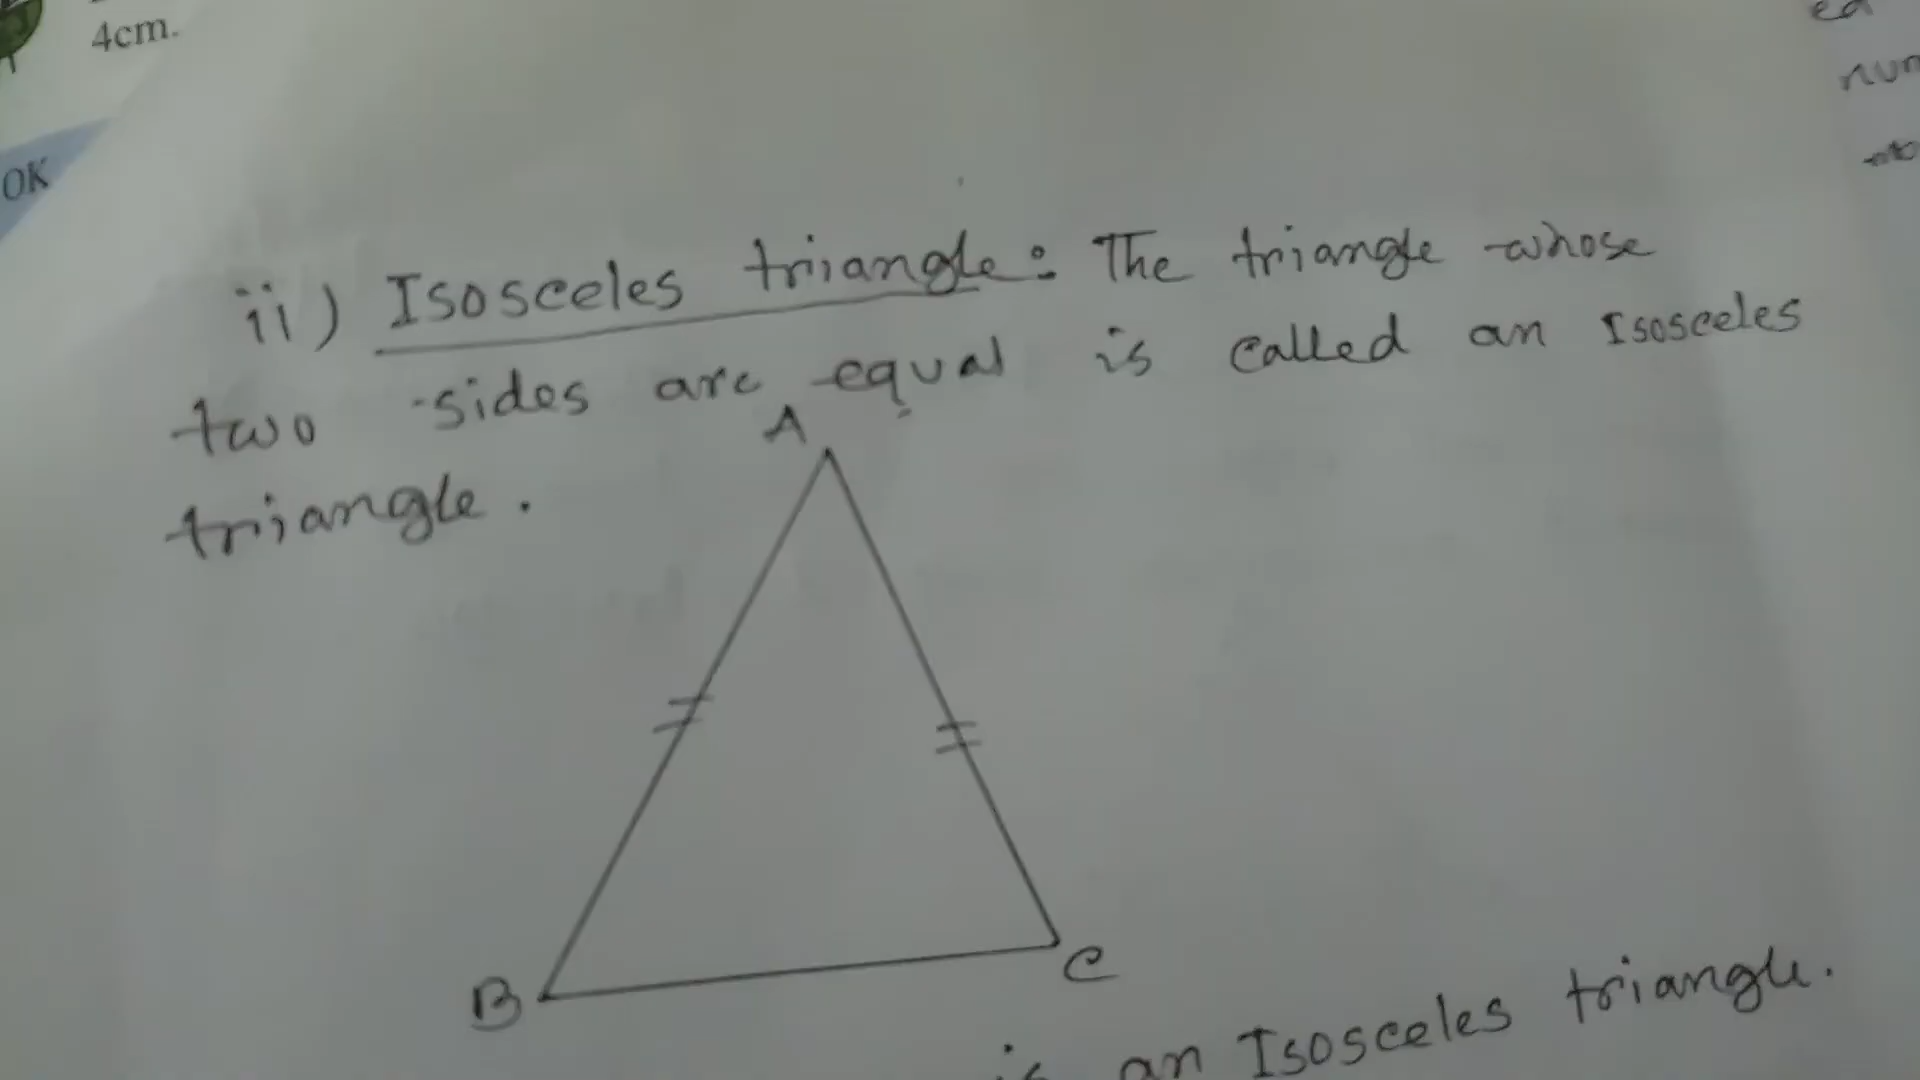 4cm.
OK
ii) Isosceles triangle: The triangle whose
two sides are equal is called an Isosceles
triangle.
A
B
C
is an Isosceles triangle.